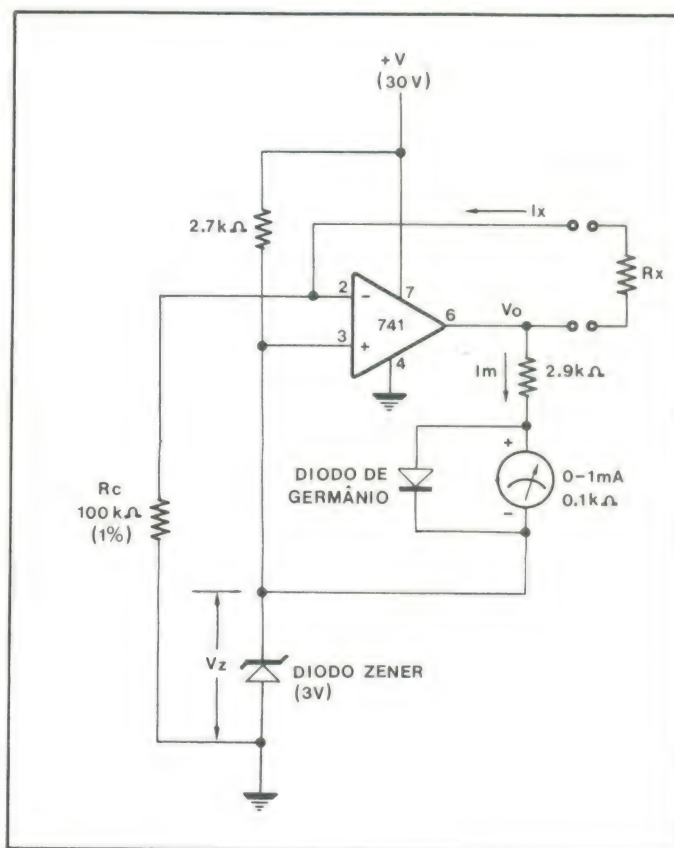 +V
(30V)
2.7kΩ
Ix
Rx
2
7
741
6
Vo
3
4
Im
2.9kΩ
DIODO DE
GERMÂNIO
+
0-1mA
0.1kΩ
-
Rc
100kΩ
(1%)
Vz
DIODO ZENER
(3V)